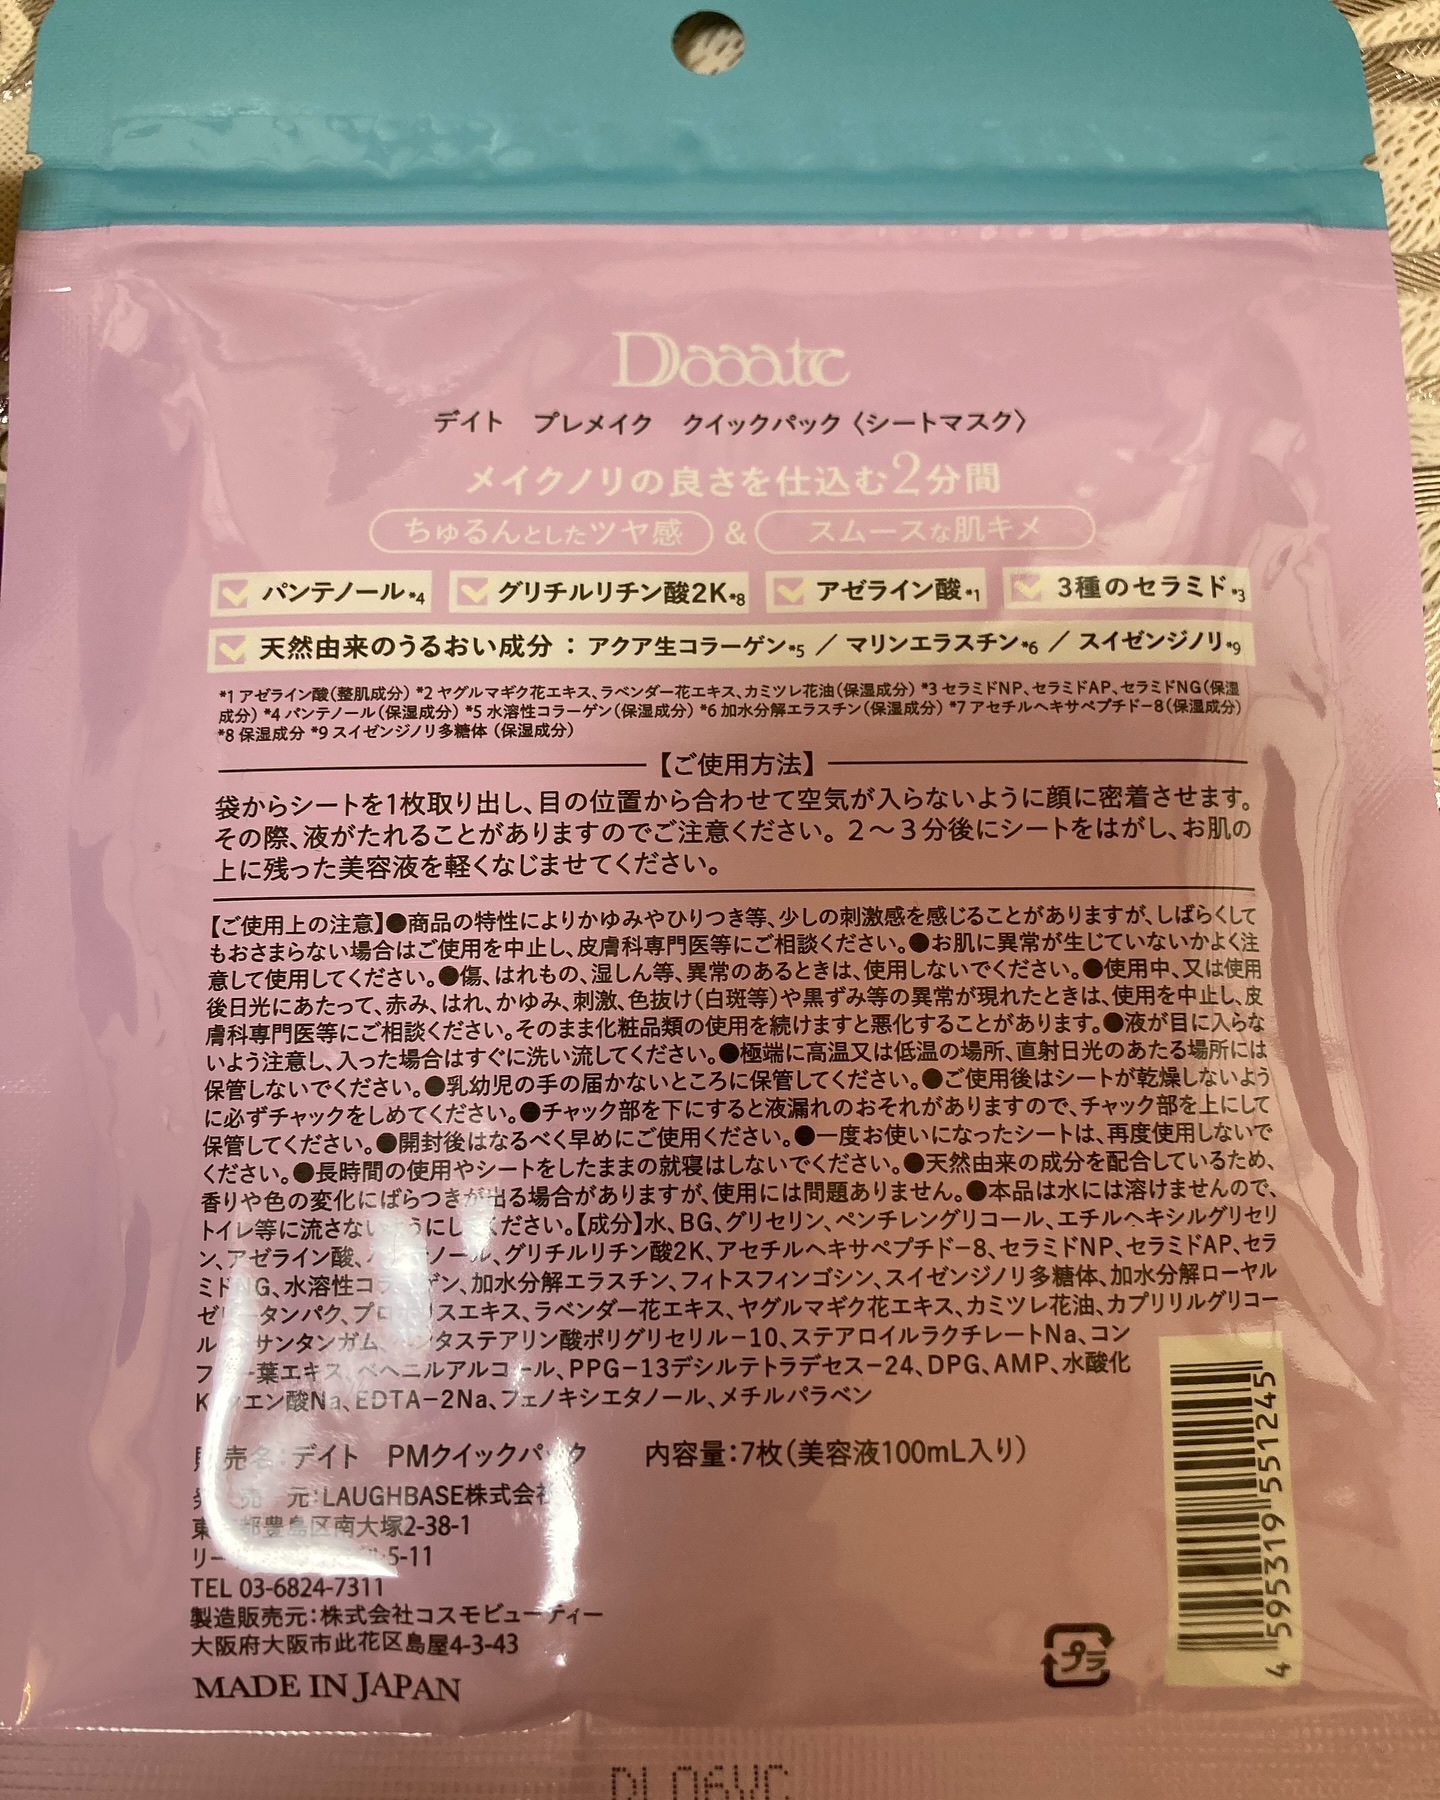 Daaatc
デイト　プレメイク　クイックパック〈シートマスク〉
メイクノリの良さを仕込む2分間
ちゅるんとしたツヤ感 & スムースな肌キメ
パンテノール*4 グリチルリチン酸2K*8 アゼライン酸*1 3種のセラミド*3
天然由来のうるおい成分：アクア生コラーゲン*5 ／ マリンエラスチン*6 ／ スイゼンジノリ*9
*1 アゼライン酸(整肌成分) *2 ヤグルマギク花エキス、ラベンダー花エキス、カミツレ花油(保湿成分) *3 セラミドNP、セラミドAP、セラミドNG(保湿
成分) *4 パンテノール(保湿成分) *5 水溶性コラーゲン(保湿成分) *6 加水分解エラスチン(保湿成分) *7 アセチルヘキサペプチド-8(保湿成分)
*8 保湿成分 *9 スイゼンジノリ多糖体 (保湿成分)
【ご使用方法】
袋からシートを1枚取り出し、目の位置から合わせて空気が入らないように顔に密着させます。
その際、液がたれることがありますのでご注意ください。2〜3分後にシートをはがし、お肌の
上に残った美容液を軽くなじませてください。
【ご使用上の注意】●商品の特性によりかゆみやひりつき等、少しの刺激感を感じることがありますが、しばらくして
もおさまらない場合はご使用を中止し、皮膚科専門医等にご相談ください。●お肌に異常が生じていないかよく注
意して使用してください。●傷、はれもの、湿しん等、異常のあるときは、使用しないでください。●使用中、又は使用
後日光にあたって、赤み、はれ、かゆみ、刺激、色抜け(白斑等)や黒ずみ等の異常が現れたときは、使用を中止し、皮
膚科専門医等にご相談ください。そのまま化粧品類の使用を続けますと悪化することがあります。●液が目に入らな
いよう注意し、入った場合はすぐに洗い流してください。●極端に高温又は低温の場所、直射日光のあたる場所には
保管しないでください。●乳幼児の手の届かないところに保管してください。●ご使用後はシートが乾燥しないよう
に必ずチャックをしめてください。●チャック部を下にすると液漏れのおそれがありますので、チャック部を上にして
保管してください。●開封後はなるべく早めにご使用ください。●一度お使いになったシートは、再度使用しないで
ください。●長時間の使用やシートをしたままの就寝はしないでください。●天然由来の成分を配合しているため、
香りや色の変化にばらつきが出る場合がありますが、使用には問題ありません。●本品は水には溶けませんので、
トイレ等に流さないようにしてください。【成分】水、BG、グリセリン、ペンチレングリコール、エチルヘキシルグリセリ
ン、アゼライン酸、パンテノール、グリチルリチン酸2K、アセチルヘキサペプチド-8、セラミドNP、セラミドAP、セラ
ミドNG、水溶性コラーゲン、加水分解エラスチン、フィトスフィンゴシン、スイゼンジノリ多糖体、加水分解ローヤル
ゼリータンパク、プロポリスエキス、ラベンダー花エキス、ヤグルマギク花エキス、カミツレ花油、カプリリルグリコー
ル、キサンタンガム、ペンタステアリン酸ポリグリセリル-10、ステアロイルラクチレートNa、コン
フリー葉エキス、ベヘニルアルコール、PPG-13デシルテトラデセス-24、DPG、AMP、水酸化
K、クエン酸Na、EDTA-2Na、フェノキシエタノール、メチルパラベン
販売名：デイト　PMクイックパック　内容量：7枚(美容液100mL入り)
発　売　元：LAUGHBASE株式会社
東京都豊島区南大塚2-38-1
5-11
TEL 03-6824-7311
製造販売元：株式会社コスモビューティー
大阪府大阪市此花区島屋4-3-43
MADE IN JAPAN
プラ
4 595319 551245